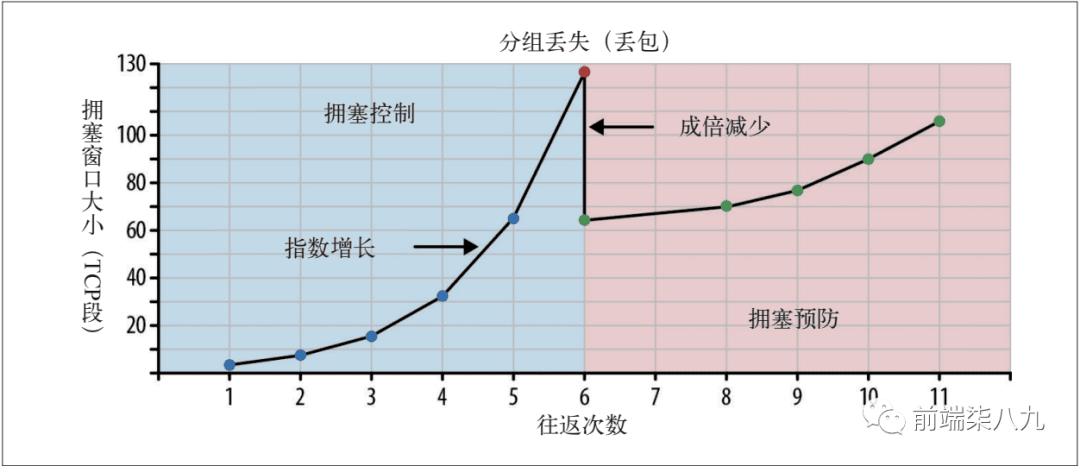 分组丢失（丢包）
拥塞窗口大小（TCP段）
130
100
80
60
40
20
拥塞控制
成倍减少
指数增长
拥塞预防
1 2 3 4 5 6 7 8 9 10 11
往返次数
前端柒八九